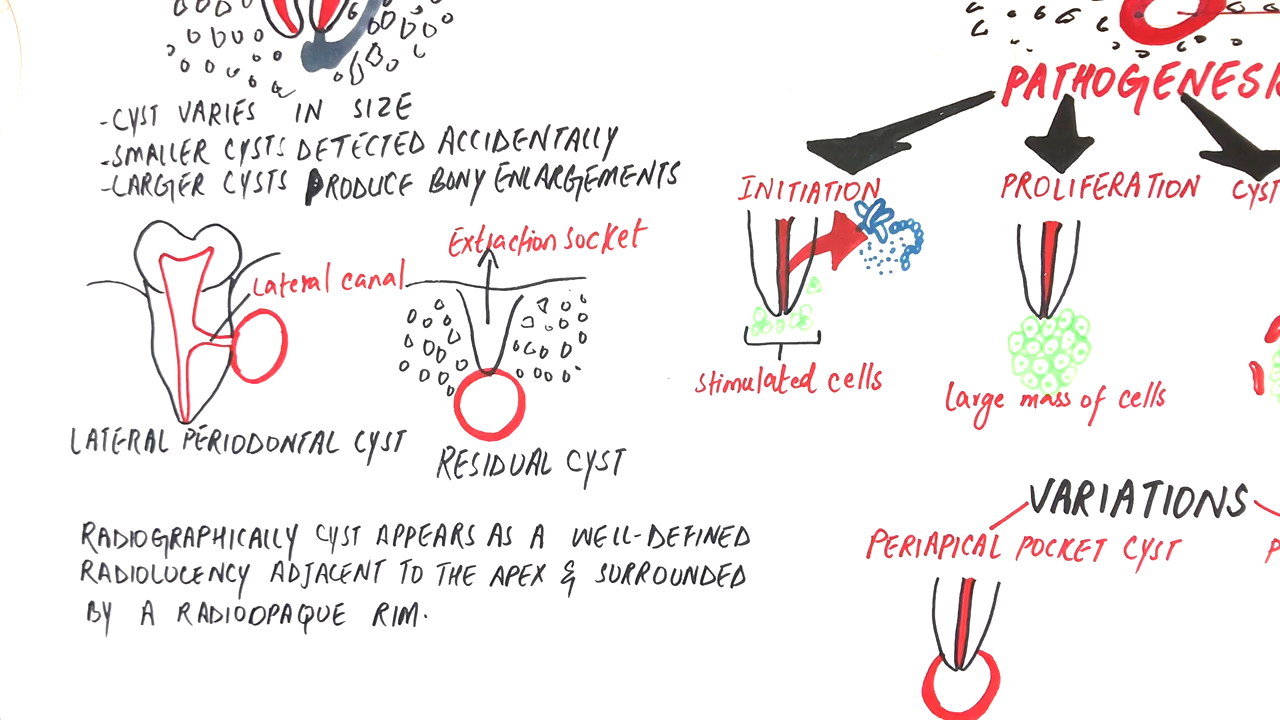 -CYST VARIES IN SIZE
-SMALLER CYSTS DETECTED ACCIDENTALLY
-LARGER CYSTS PRODUCE BONY ENLARGEMENTS
Extraction socket
Lateral canal
LATERAL PERIODONTAL CYST
RESIDUAL CYST
RADIOGRAPHICALLY CYST APPEARS AS A WELL-DEFINED
RADIOLUCENCY ADJACENT TO THE APEX & SURROUNDED
BY A RADIOOPAQUE RIM.
PATHOGENESI
INITIATION
PROLIFERATION
CYST
stimulated cells
Large mass of cells
VARIATIONS
PERIAPICAL POCKET CYST
P